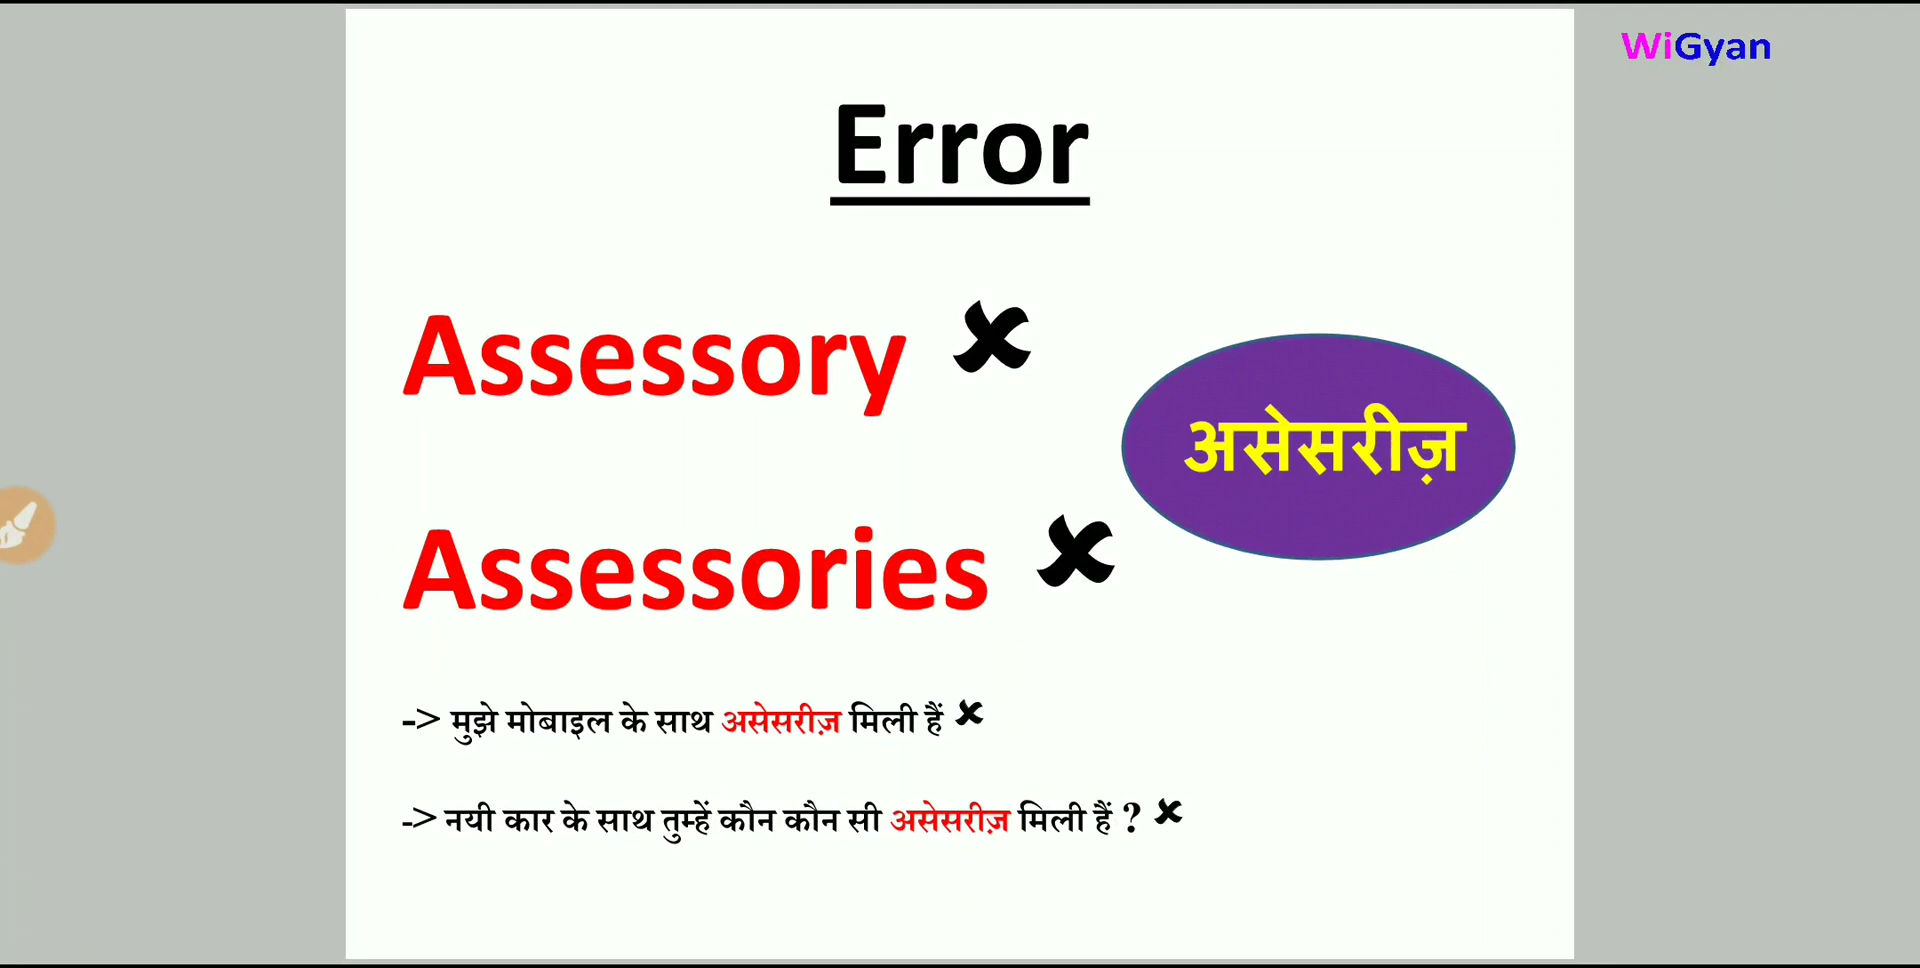 WiGyan
Error
Assessory ✘
असेसरीज़
Assessories ✘
-> मुझे मोबाइल के साथ असेसरीज़ मिली हैं ✘
-> नयी कार के साथ तुम्हें कौन कौन सी असेसरीज़ मिली हैं ? ✘